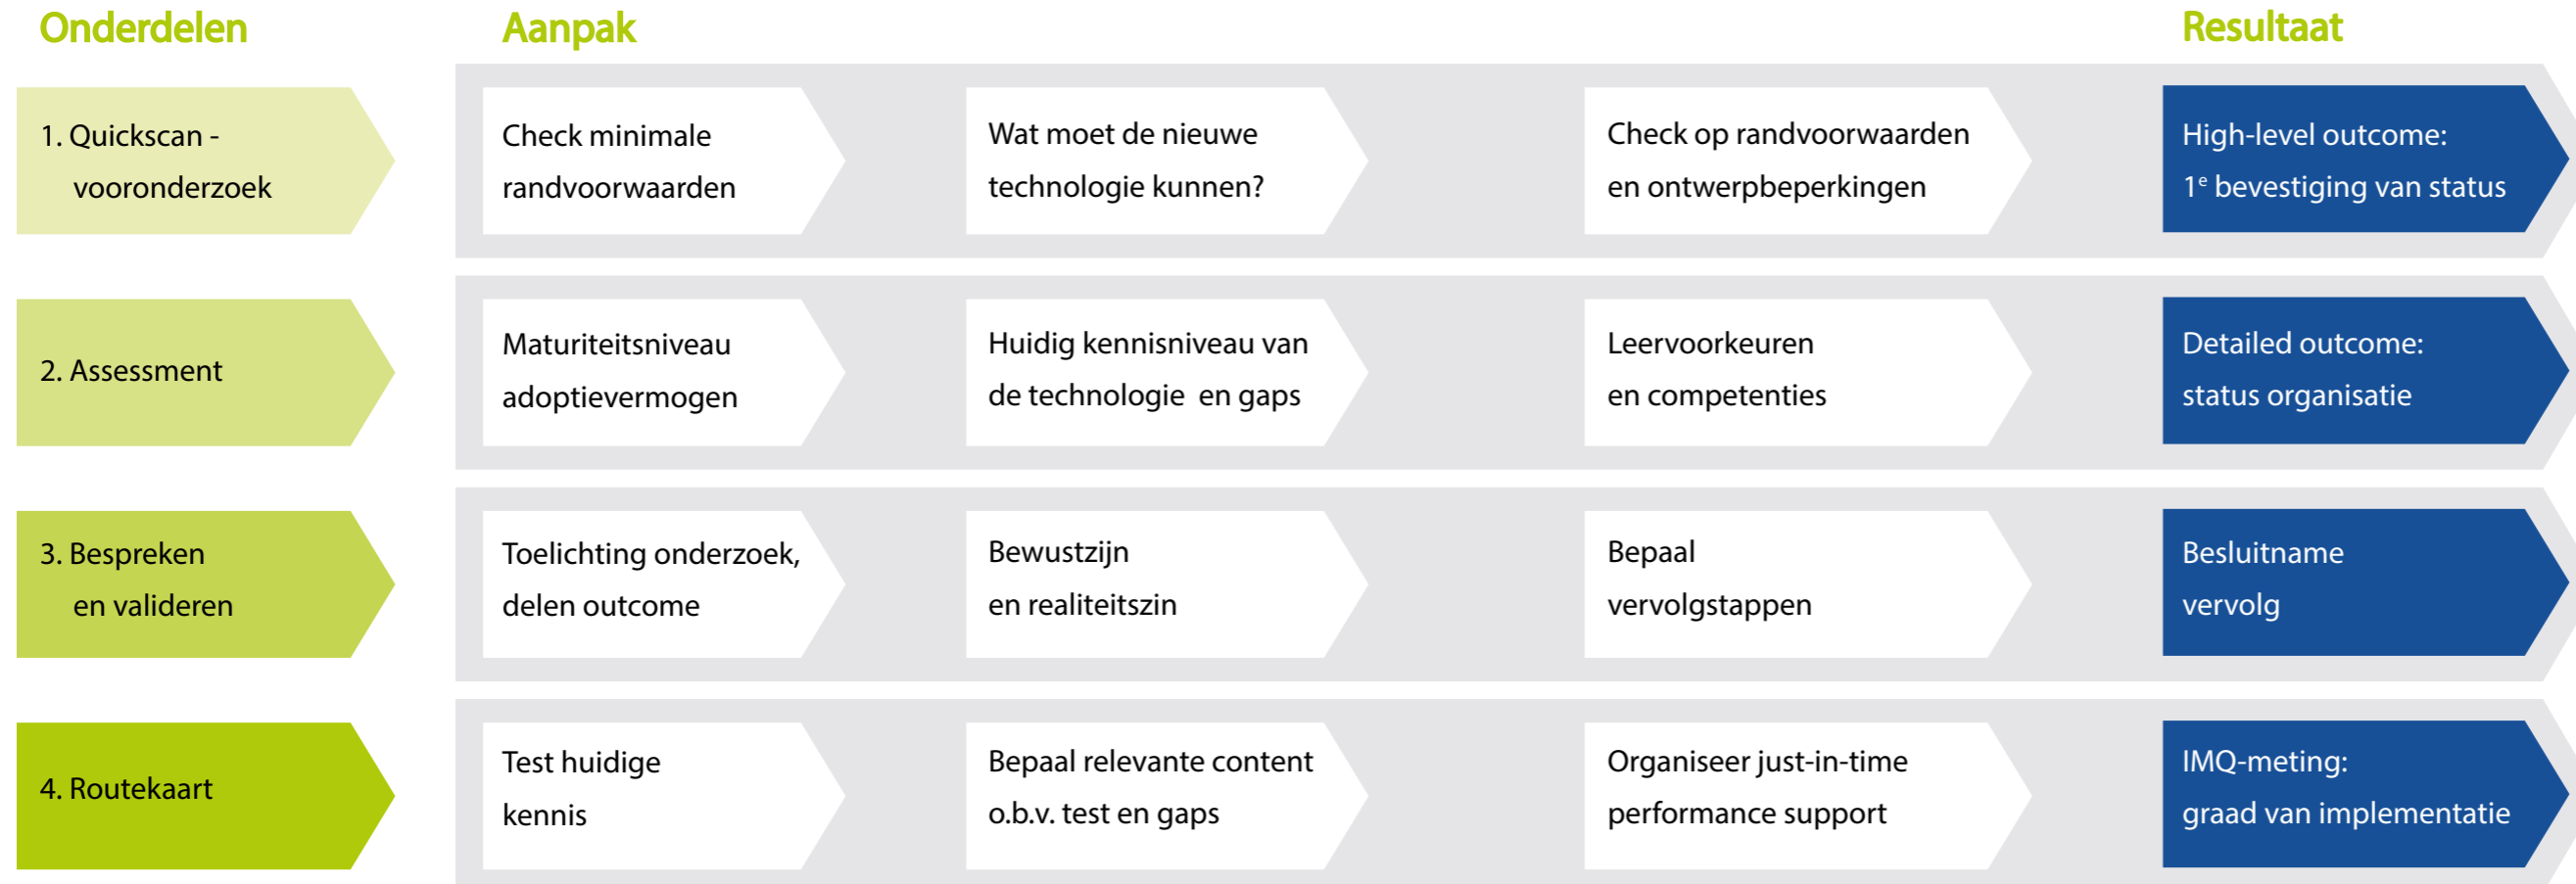 Onderdelen
Aanpak
Resultaat
1. Quickscan -
vooronderzoek
Check minimale
randvoorwaarden
Wat moet de nieuwe
technologie kunnen?
Check op randvoorwaarden
en ontwerpbeperkingen
High-level outcome:
1e bevestiging van status
2. Assessment
Maturiteitsniveau
adoptievermogen
Huidig kennisniveau van
de technologie en gaps
Leervoorkeuren
en competenties
Detailed outcome:
status organisatie
3. Bespreken
en valideren
Toelichting onderzoek,
delen outcome
Bewustzijn
en realiteitszin
Bepaal
vervolgstappen
Besluitname
vervolg
4. Routekaart
Test huidige
kennis
Bepaal relevante content
o.b.v. test en gaps
Organiseer just-in-time
performance support
IMQ-meting:
graad van implementatie